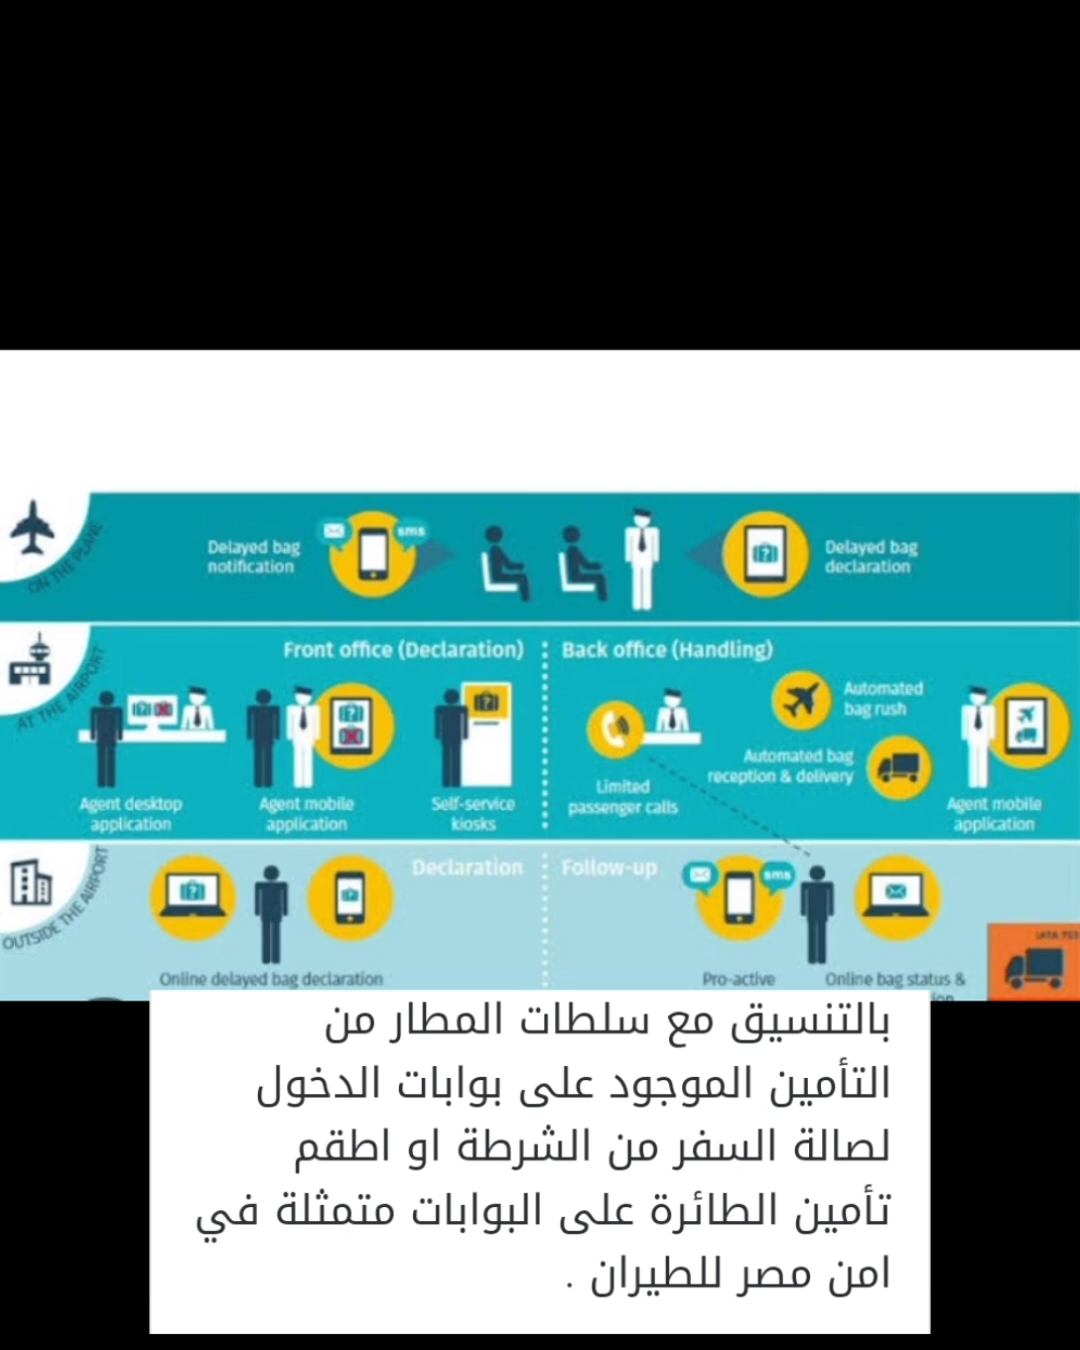 ON THE PLANE
Delayed bag
notification
sms
Delayed bag
declaration
AT THE AIRPORT
Front office (Declaration)
Back office (Handling)
Agent desktop
application
Agent mobile
application
Self-service
kiosks
Limited
passenger calls
Automated
bag rush
Automated bag
reception & delivery
Agent mobile
application
OUTSIDE THE AIRPORT
Declaration
Follow-up
Online delayed bag declaration
sms
Pro-active
Online bag status &
IATA 753
بالتنسيق مع سلطات المطار من
التأمين الموجود على بوابات الدخول
لصالة السفر من الشرطة او اطقم
تأمين الطائرة على البوابات متمثلة في
امن مصر للطيران .